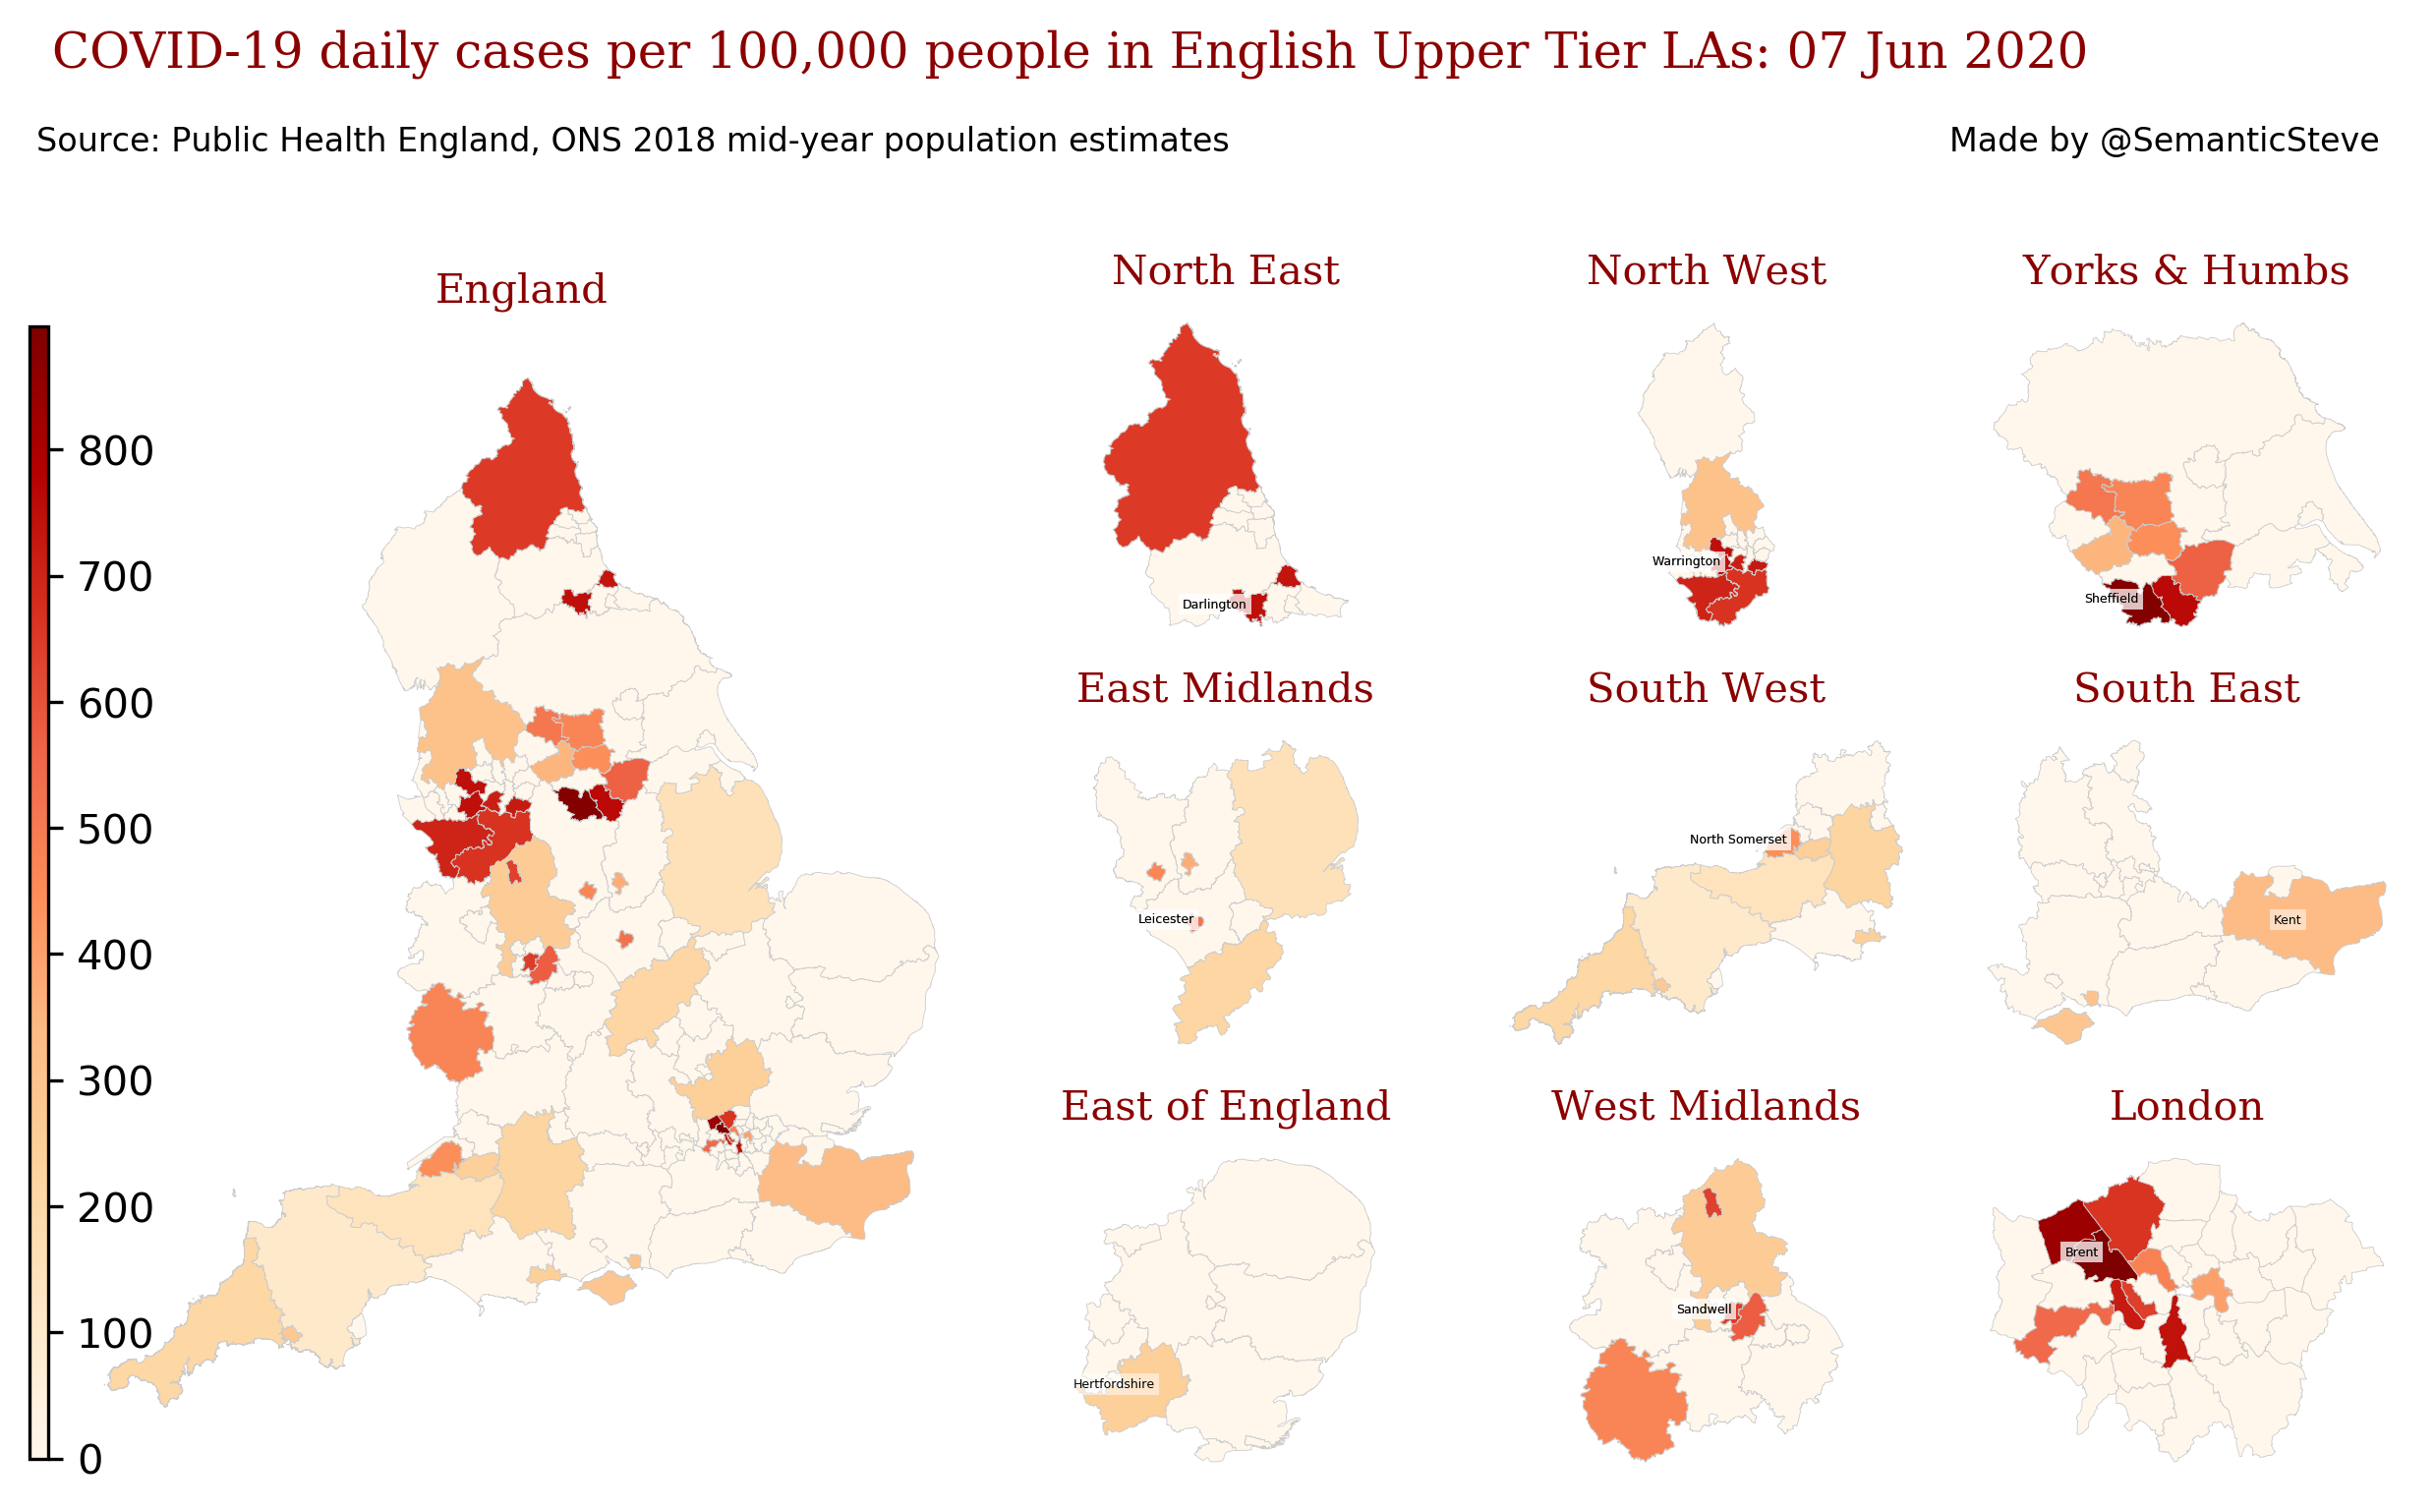 COVID-19 daily cases per 100,000 people in English Upper Tier LAs: 07 Jun 2020
Source: Public Health England, ONS 2018 mid-year population estimates
Made by @SemanticSteve
England
800
700
600
500
400
300
200
100
0
North East
Darlington
North West
Warrington
Yorks & Humbs
Sheffield
East Midlands
Leicester
South West
North Somerset
South East
Kent
East of England
Hertfordshire
West Midlands
Sandwell
London
Brent